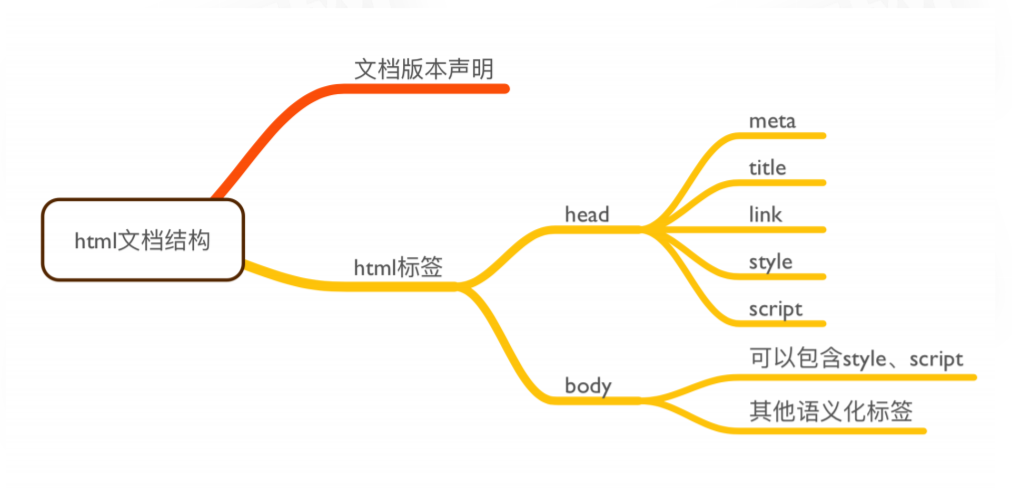 文档版本声明
meta
title
head
link
html文档结构
style
html标签
script
可以包含style、script
body
其他语义化标签